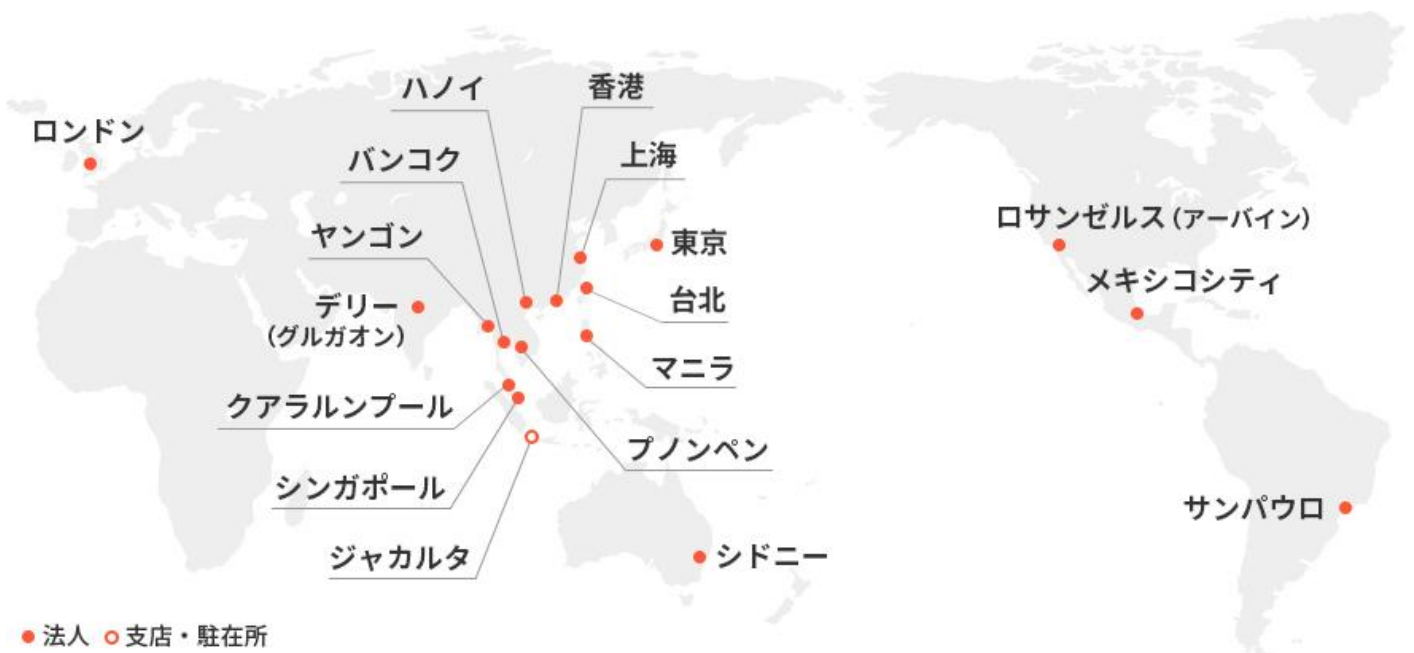 ハノイ
香港
ロンドン
バンコク
上海
ヤンゴン
東京
ロサンゼルス（アーバイン）
デリー
（グルガオン）
台北
メキシコシティ
マニラ
クアラルンプール
プノンペン
シンガポール
サンパウロ
ジャカルタ
シドニー
法人 支店・駐在所